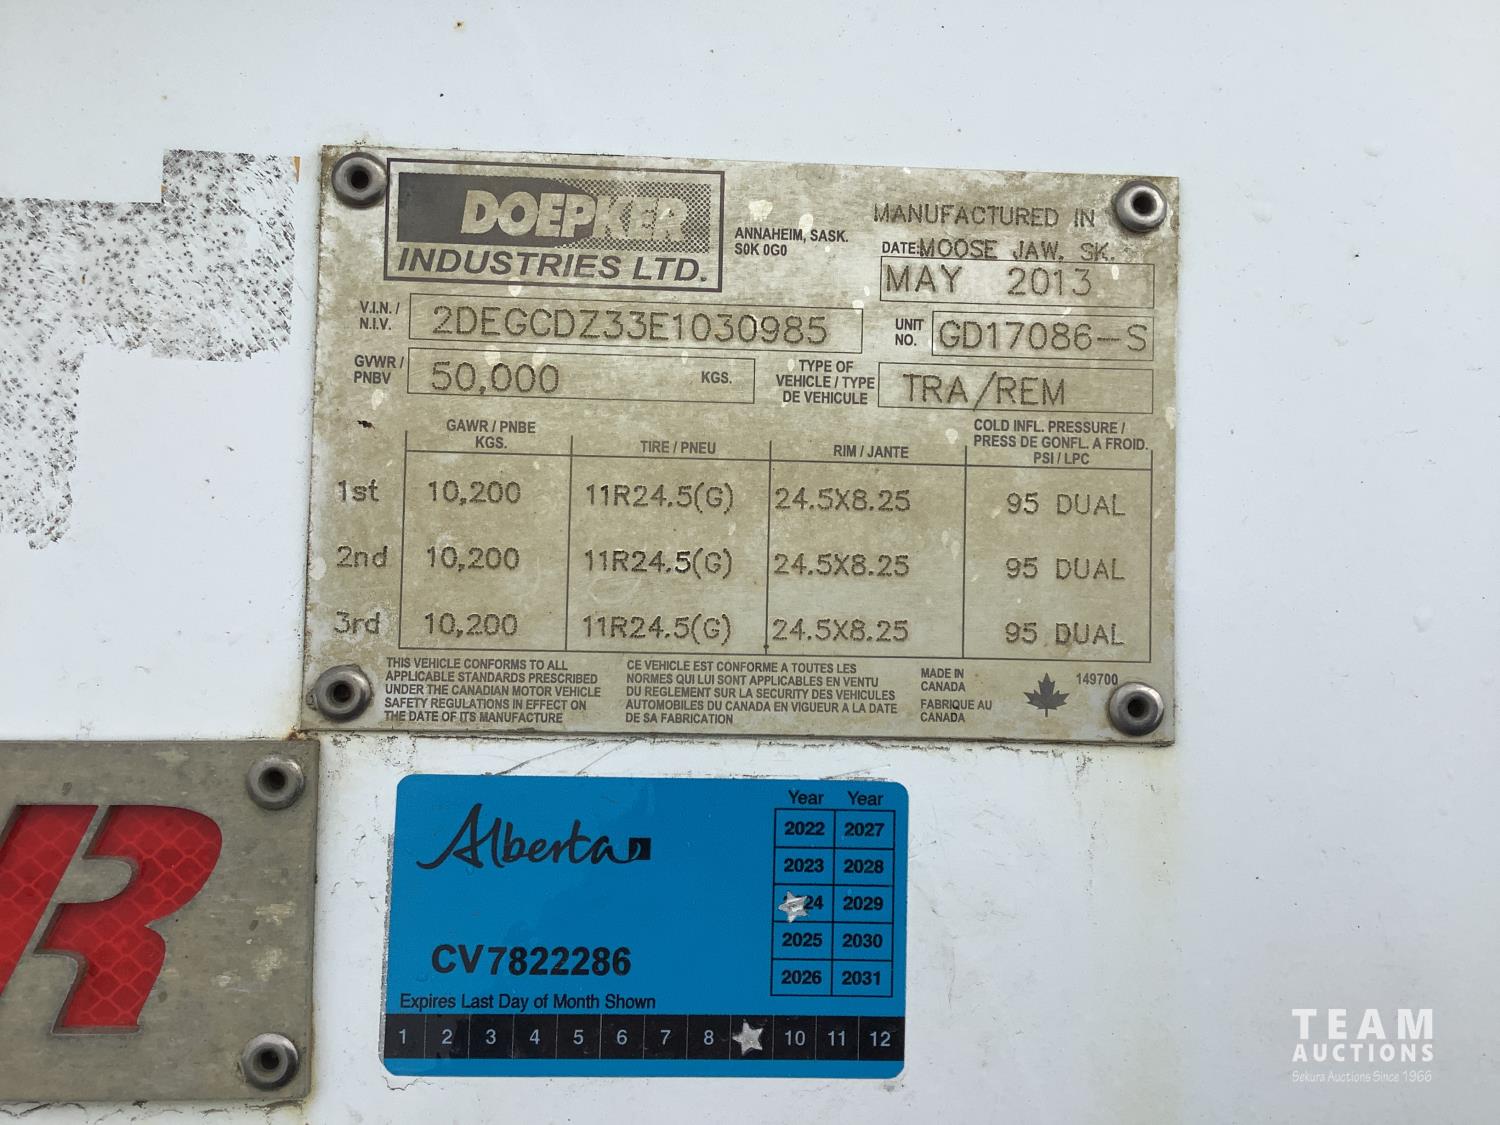 DOEPKER
INDUSTRIES LTD.
ANNAHEIM, SASK.
S0K 0G0
MANUFACTURED IN
DATE: MOOSE JAW, SK.
MAY 2013
V.I.N. /
N.I.V.
2DEGCDZ33E1030985
UNIT
NO.
GD17086-S
GVWR /
PNBV
50,000 KGS.
TYPE OF
VEHICLE / TYPE
DE VEHICULE
TRA/REM
GAWR / PNBE
KGS.
TIRE / PNEU
RIM / JANTE
COLD INFL. PRESSURE /
PRESS DE GONFL. A FROID.
PSI / LPC
1st 10,200 11R24.5(G) 24.5X8.25 95 DUAL
2nd 10,200 11R24.5(G) 24.5X8.25 95 DUAL
3rd 10,200 11R24.5(G) 24.5X8.25 95 DUAL
THIS VEHICLE CONFORMS TO ALL
APPLICABLE STANDARDS PRESCRIBED
UNDER THE CANADIAN MOTOR VEHICLE
SAFETY REGULATIONS IN EFFECT ON
THE DATE OF ITS MANUFACTURE
CE VEHICLE EST CONFORME A TOUTES LES
NORMES QUI LUI SONT APPLICABLES EN VENTU
DU REGLEMENT SUR LA SECURITY DES VEHICULES
AUTOMOBILES DU CANADA EN VIGUEUR A LA DATE
DE SA FABRICATION
MADE IN
CANADA
FABRIQUE AU
CANADA
149700
R
Alberta
Year Year
2022 2027
2023 2028
24 2029
2025 2030
2026 2031
CV7822286
Expires Last Day of Month Shown
1 2 3 4 5 6 7 8 10 11 12
TEAM
AUCTIONS
Sekura Auctions Since 1966